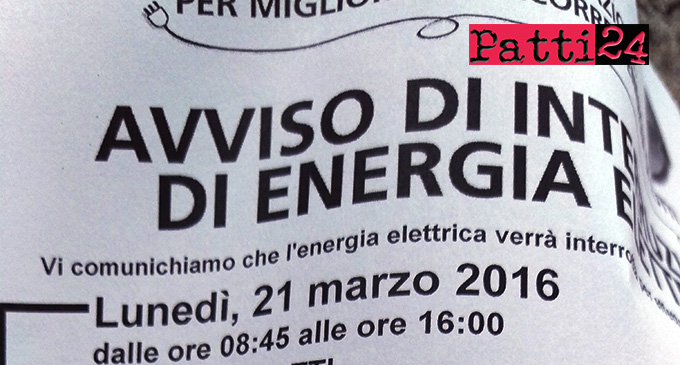 PER MIGLIO
Patti24
AVVISO DI INTE
DI ENERGIA E
Vi comunichiamo che l'energia elettrica verrà interro
Lunedì, 21 marzo 2016
dalle ore 08:45 alle ore 16:00